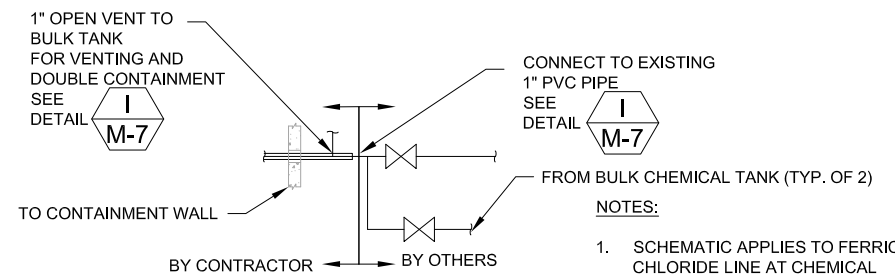 1" OPEN VENT TO
BULK TANK
FOR VENTING AND
DOUBLE CONTAINMENT
SEE
DETAIL
I
M-7
CONNECT TO EXISTING
1" PVC PIPE
SEE
DETAIL
I
M-7
FROM BULK CHEMICAL TANK (TYP. OF 2)
TO CONTAINMENT WALL
BY CONTRACTOR
BY OTHERS
NOTES:
1. SCHEMATIC APPLIES TO FERRIC
CHLORIDE LINE AT CHEMICAL